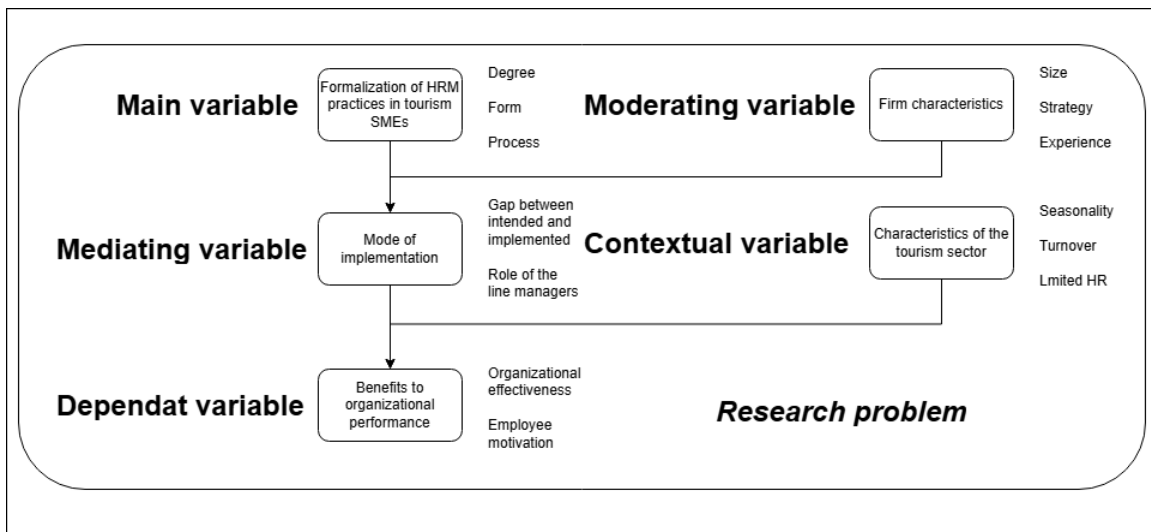 Main variable
Formalization of HRM
practices in tourism
SMEs
Degree
Form
Process
Moderating variable
Firm characteristics
Size
Strategy
Experience
Mediating variable
Mode of
implementation
Gap between
intended and
implemented
Role of the
line managers
Contextual variable
Characteristics of the
tourism sector
Seasonality
Turnover
Lmited HR
Dependat variable
Benefits to
organizational
performance
Organizational
effectiveness
Employee
motivation
Research problem